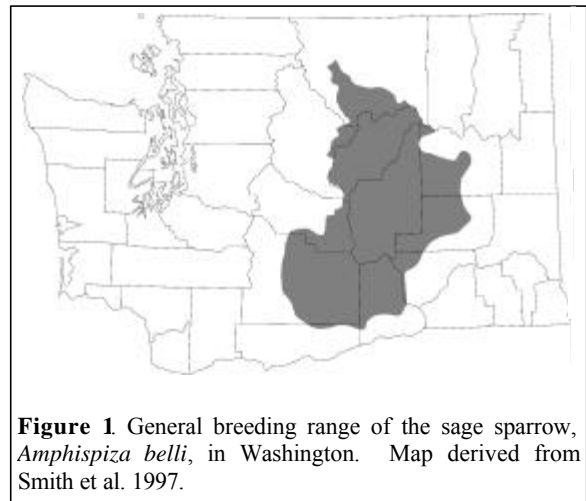 Figure 1. General breeding range of the sage sparrow,
Amphispiza belli, in Washington. Map derived from
Smith et al. 1997.